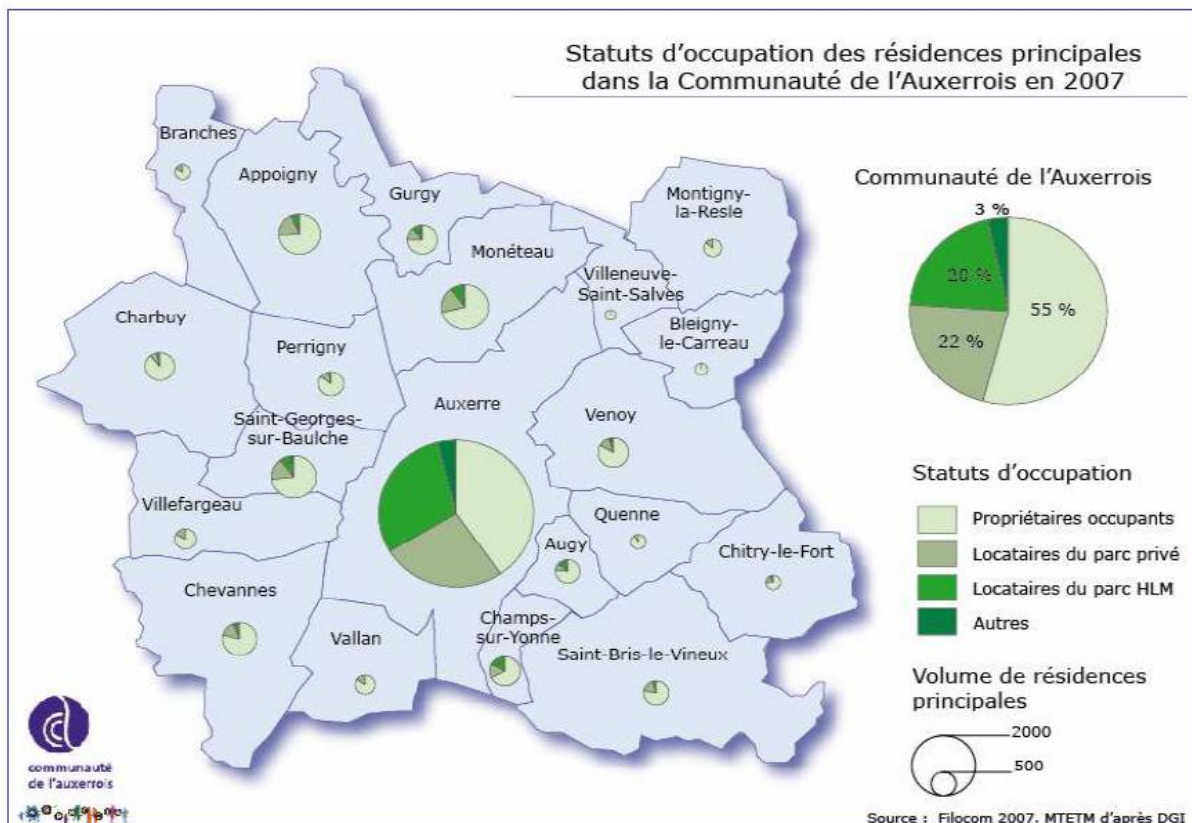 Statuts d'occupation des résidences principales
dans la Communauté de l'Auxerrois en 2007
Branches
Appoigny
Gurgy
Monéteau
Montigny-
la-Resle
Villeneuve-
Saint-Salves
Bleigny-
le-Carreau
Charbuy
Perrigny
Auxerre
Venoy
Saint-Georges-
sur-Baulche
Villefargeau
Quenne
Augy
Chitry-le-Fort
Chevannes
Vallan
Champs-
sur-Yonne
Saint-Bris-le-Vineux
Communauté de l'Auxerrois
3 %
20 %
55 %
22 %
Statuts d'occupation
Propriétaires occupants
Locataires du parc privé
Locataires du parc HLM
Autres
Volume de résidences
principales
2000
500
communauté
de l'auxerrois
Source : Filocom 2007, MTETM d'après DGI